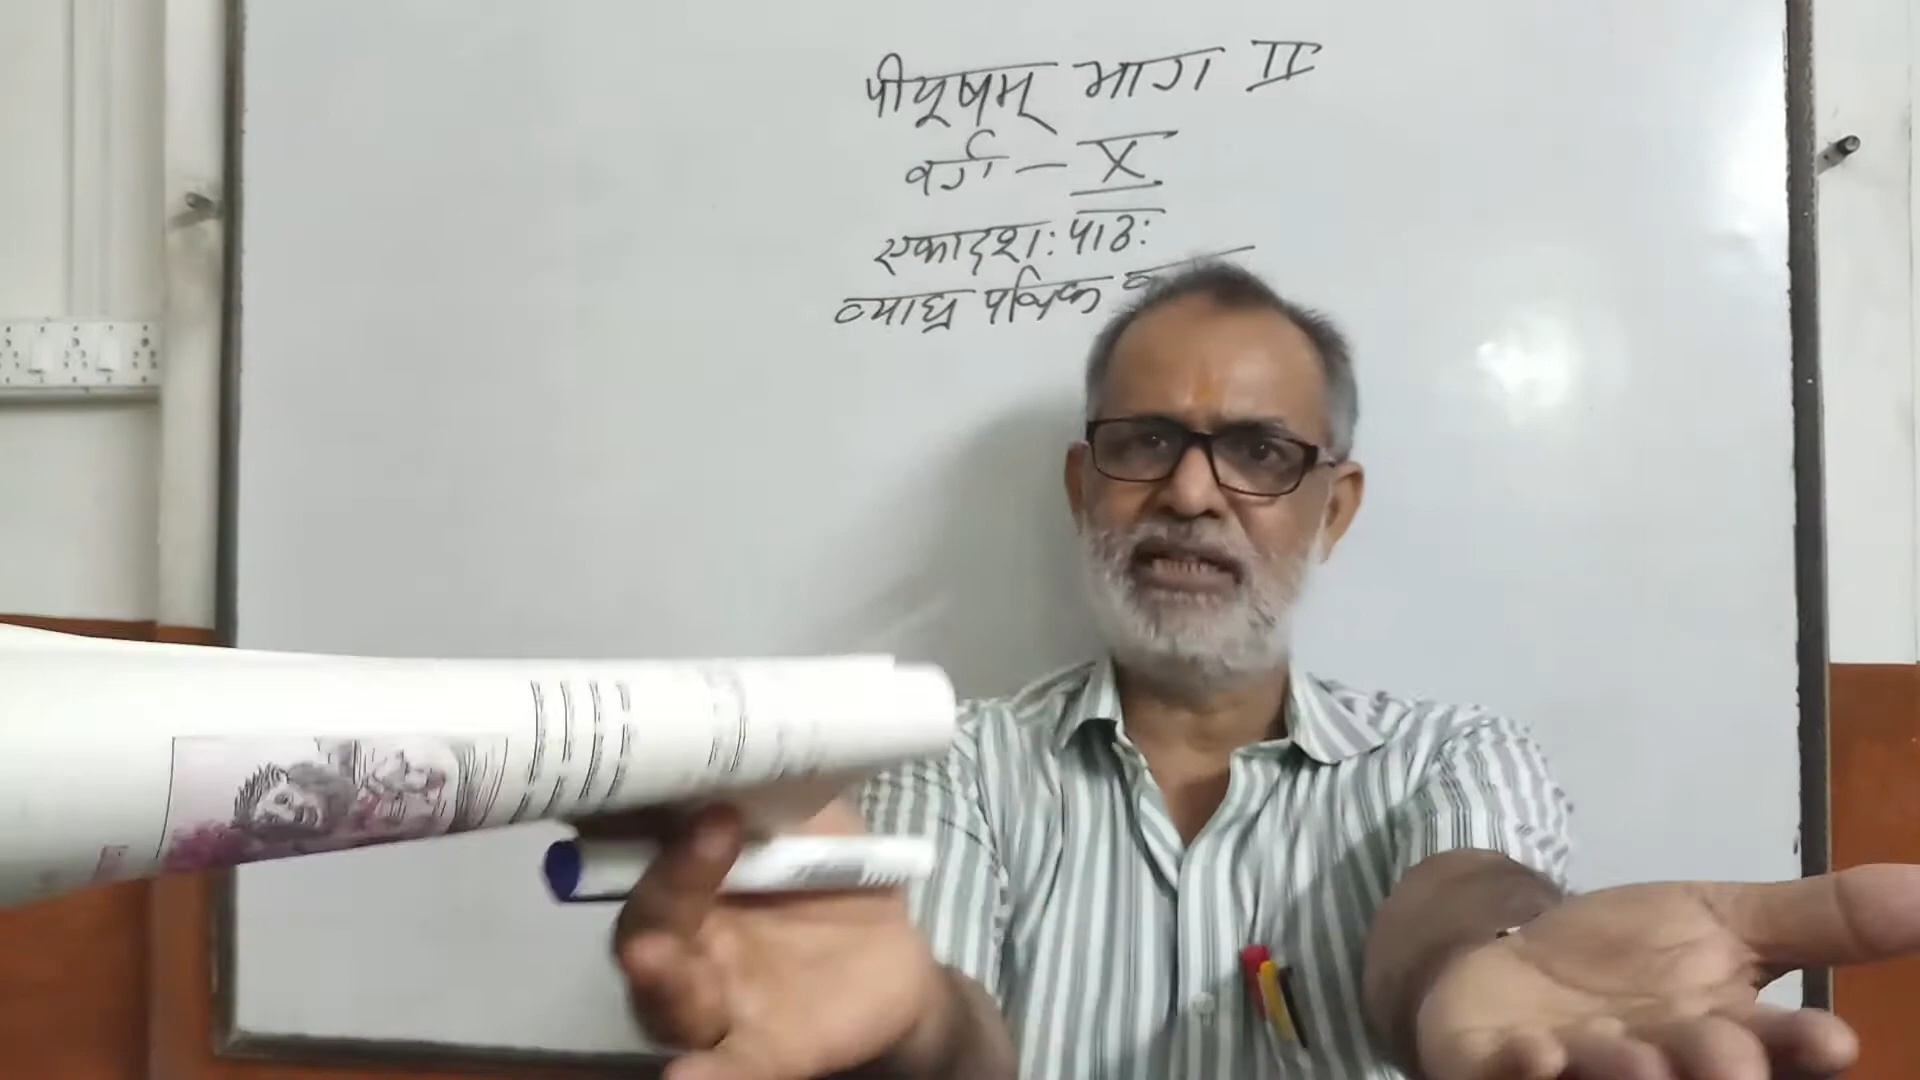 पीयूषम् भाग II
वर्ग - X
एकादशः पाठः
व्याघ्र पथिक